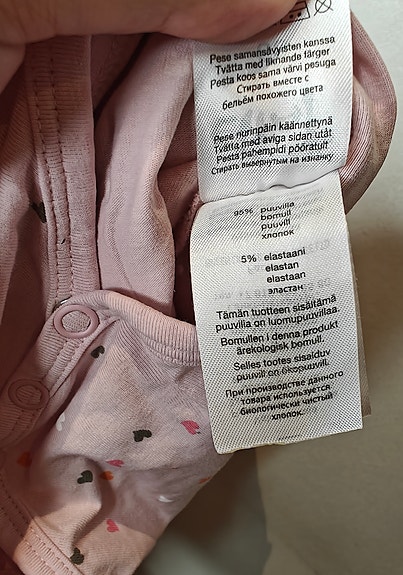 Pese samansävyisten kanssa
Tvätta med liknande färger
Pesta koos sama värvi pesuga
Стирать вместе с
бельём похожего цвета
Pese nurinpäin käännettynä
Tvätta med aviga sidan utåt
Pesta pahempidi pööratult
Стирать вывернутым на изнанку
95% puuvilla
bomull
puuvill
хлопок
5% elastaani
elastan
elastaan
эластан
Tämän tuotteen sisältämä
puuvilla on luomupuuvillaa.
Bomullen i denna produkt
är ekologisk bomull.
Selles tootes sisalduv
puuvill on ökopuuvill.
При производстве данного
товара используется
биологически чистый
хлопок.